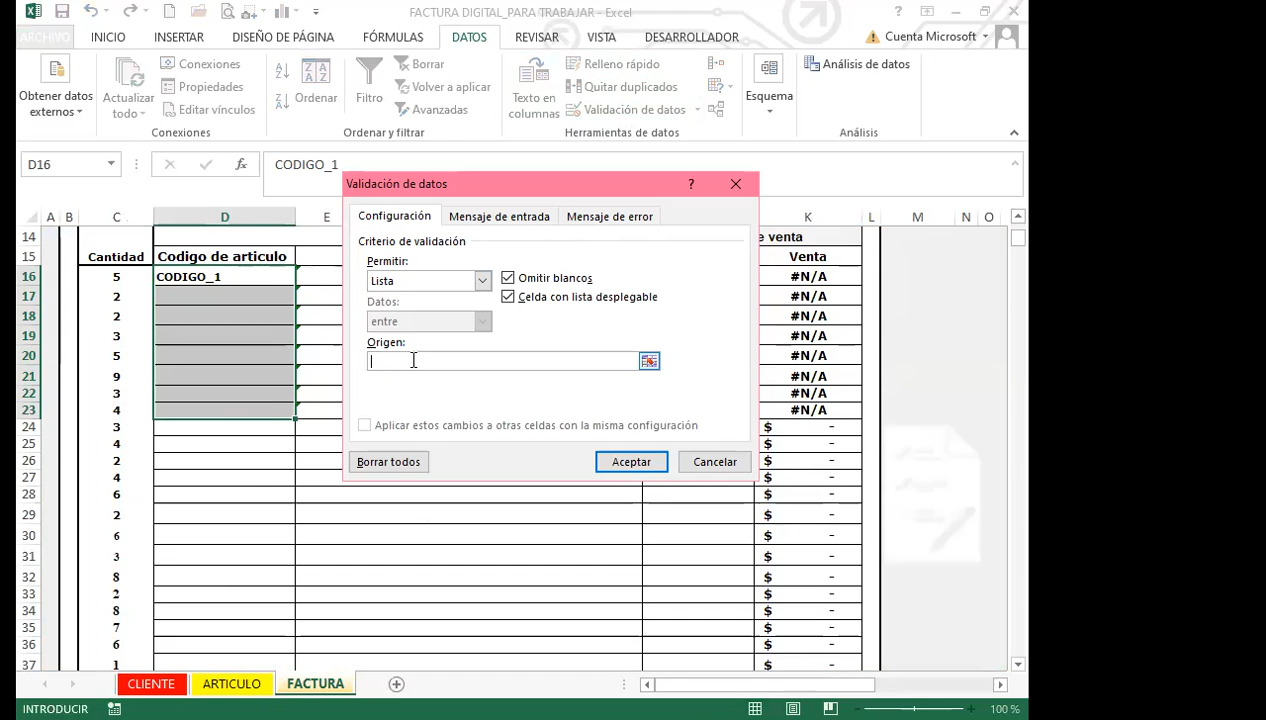 FACTURA DIGITAL_PARA TRABAJAR - Excel
ARCHIVO INICIO INSERTAR DISEÑO DE PÁGINA FÓRMULAS DATOS REVISAR VISTA DESARROLLADOR Cuenta Microsoft
Obtener datos externos
Actualizar todo
Conexiones
Propiedades
Editar vínculos
Conexiones
Ordenar
Filtro
Borrar
Volver a aplicar
Avanzadas
Ordenar y filtrar
Texto en columnas
Relleno rápido
Quitar duplicados
Validación de datos
Herramientas de datos
Esquema
Análisis de datos
Análisis
D16 fx CODIGO_1
Validación de datos ?
Configuración Mensaje de entrada Mensaje de error
Criterio de validación
Permitir:
Lista
Omitir blancos
Celda con lista desplegable
Datos:
entre
Origen:
Aplicar estos cambios a otras celdas con la misma configuración
Borrar todos Aceptar Cancelar
A B C D E K L M N O
14 e venta
15 Cantidad Codigo de articulo Venta
16 5 CODIGO_1 #N/A
17 2 #N/A
18 2 #N/A
19 3 #N/A
20 5 #N/A
21 9 #N/A
22 3 #N/A
23 4 #N/A
24 3 $ -
25 4 $ -
26 2 $ -
27 4 $ -
28 6 $ -
29 2 $ -
30 6 $ -
31 3 $ -
32 8 $ -
33 2 $ -
34 8 $ -
35 7 $ -
36 6 $ -
37 1 $ -
CLIENTE ARTICULO FACTURA
INTRODUCIR 100 %